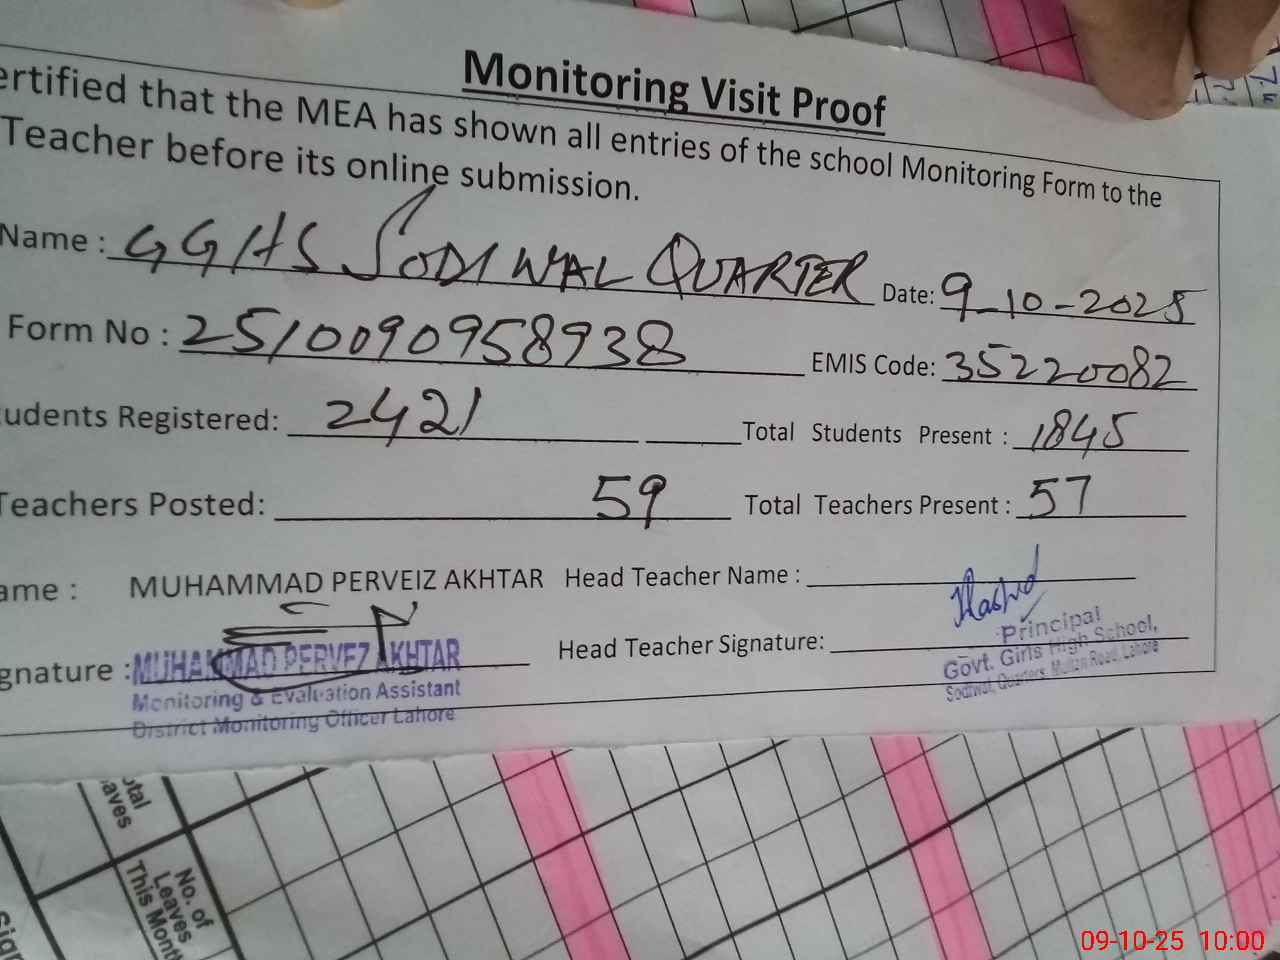 Monitoring Visit Proof
ertified that the MEA has shown all entries of the school Monitoring Form to the
Teacher before its online submission.
Name : GGHS SODIWAL QUARTER Date: 9-10-2025
Form No : 2510090958938 EMIS Code: 35220082
tudents Registered: 2421 Total Students Present : 1845
Teachers Posted: 59 Total Teachers Present : 57
ame : MUHAMMAD PERVEIZ AKHTAR Head Teacher Name :
gnature : MUHAMMAD PERVEZ AKHTAR Head Teacher Signature:
Monitoring & Evaluation Assistant
District Monitoring Officer Lahore
Principal
Govt. Girls High School,
Sodiwal, Quarters, Multan Road, Lahore
otal
aves
No. of
Leaves
This Month
Sign
09-10-25 10:00